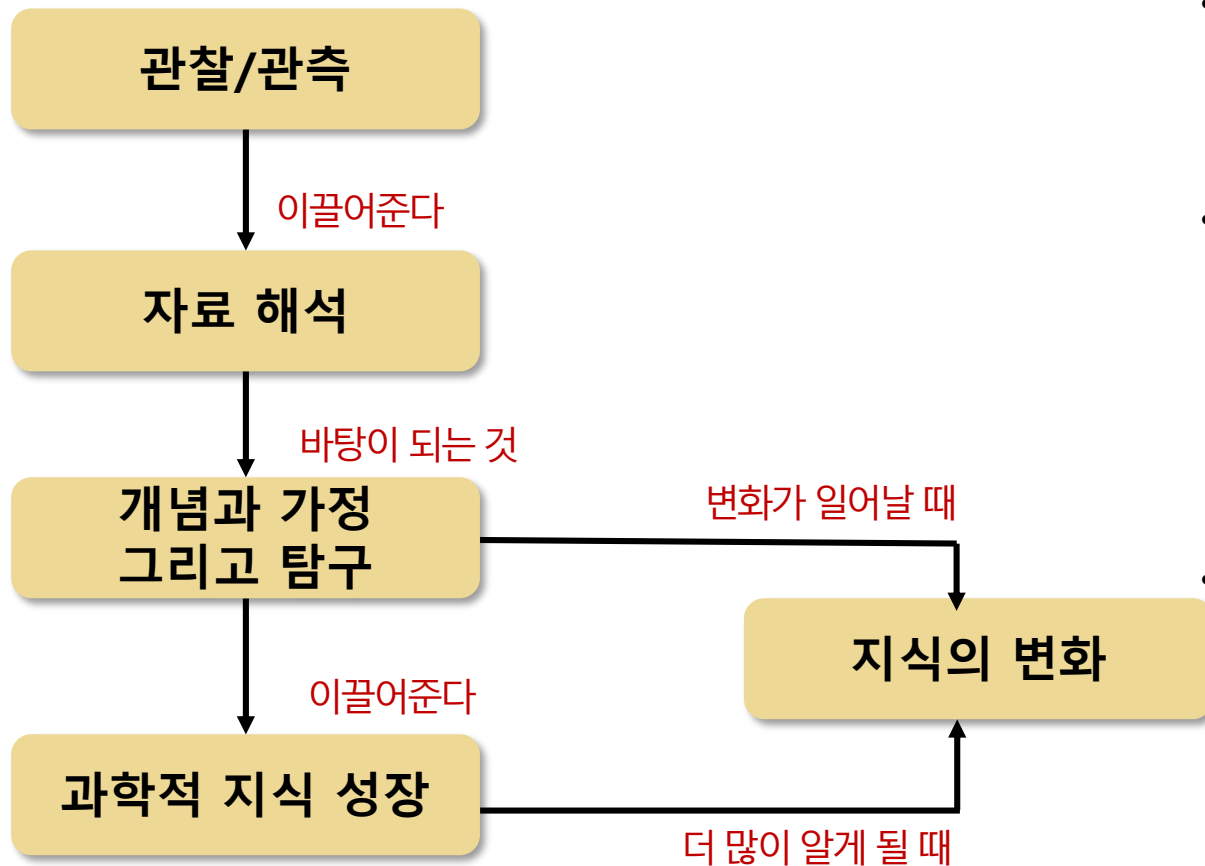 관찰/관측
이끌어준다
자료 해석
바탕이 되는 것
개념과 가정
그리고 탐구
변화가 일어날 때
지식의 변화
이끌어준다
과학적 지식 성장
더 많이 알게 될 때